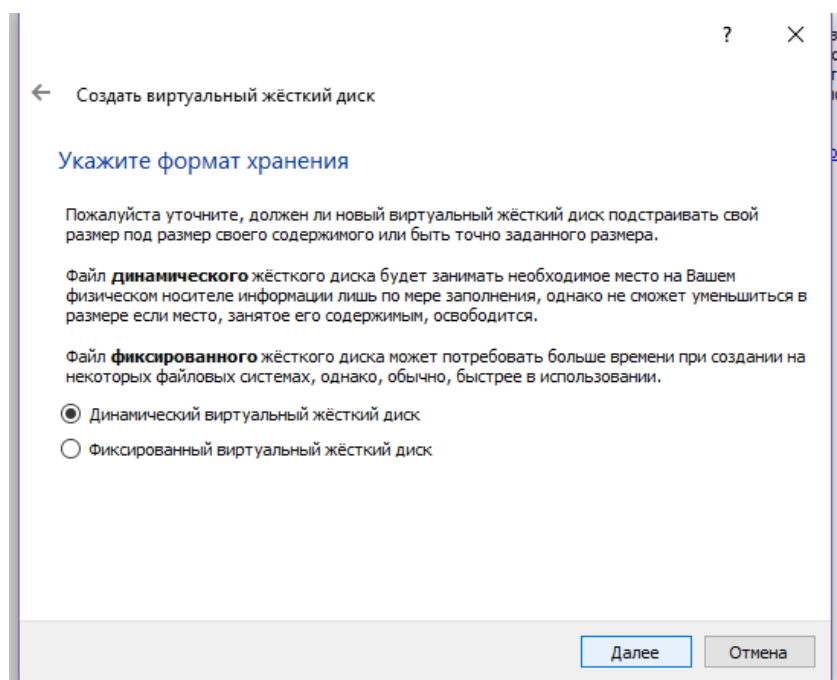 ?
Создать виртуальный жёсткий диск
Укажите формат хранения
Пожалуйста уточните, должен ли новый виртуальный жёсткий диск подстраивать свой
размер под размер своего содержимого или быть точно заданного размера.
Файл динамического жёсткого диска будет занимать необходимое место на Вашем
физическом носителе информации лишь по мере заполнения, однако не сможет уменьшиться в
размере если место, занятое его содержимым, освободится.
Файл фиксированного жёсткого диска может потребовать больше времени при создании на
некоторых файловых системах, однако, обычно, быстрее в использовании.
Динамический виртуальный жёсткий диск
Фиксированный виртуальный жёсткий диск
Далее
Отмена